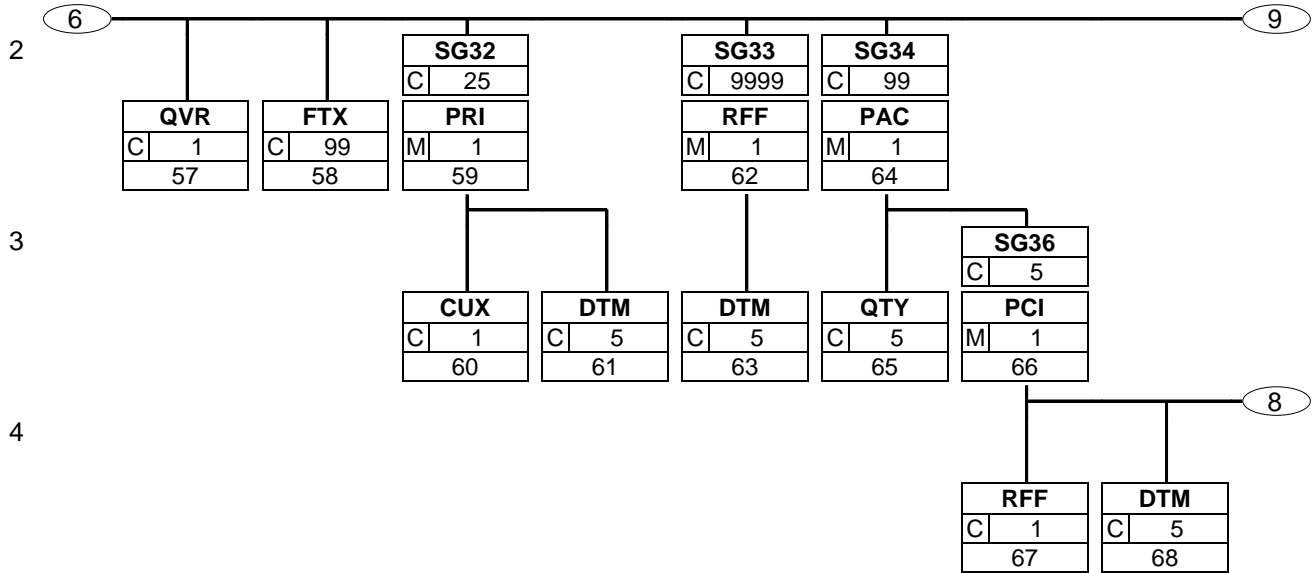 6 9
2 SG32 SG33 SG34
C 25 C 9999 C 99
QVR FTX PRI RFF PAC
C 1 C 99 M 1 M 1 M 1
57 58 59 62 64
3 SG36
C 5
CUX DTM DTM QTY PCI
C 1 C 5 C 5 C 5 M 1
60 61 63 65 66
8
4
RFF DTM
C 1 C 5
67 68